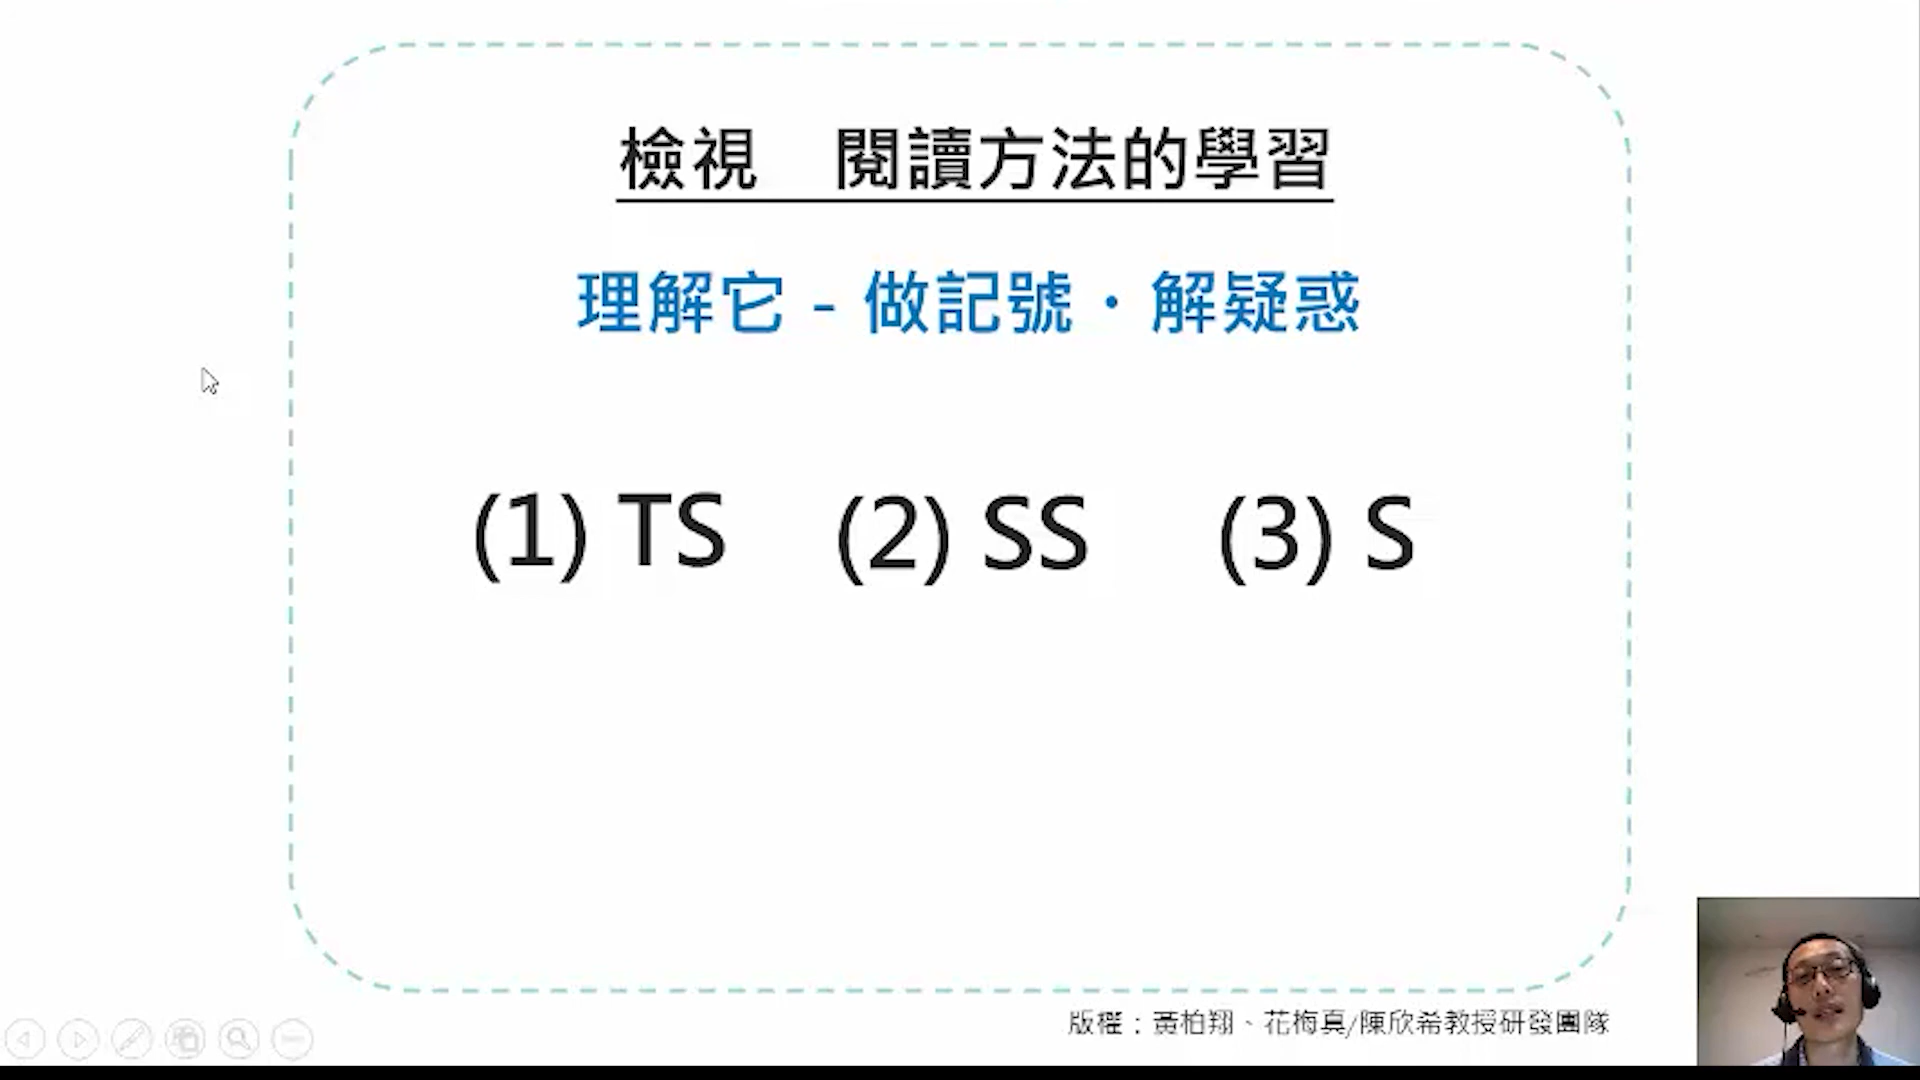 檢視　閱讀方法的學習
理解它 - 做記號・解疑惑
(1) TS (2) SS (3) S
版權：黃柏翔、花梅真/陳欣希教授研發團隊